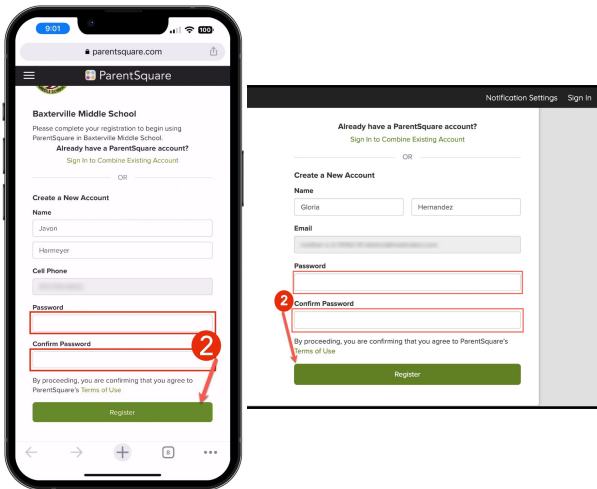 9:01
100
parentsquare.com
ParentSquare
Baxterville Middle School
Please complete your registration to begin using
ParentSquare in Baxterville Middle School.
Already have a ParentSquare account?
Sign In to Combine Existing Account
OR
Create a New Account
Name
Javon
Harmeyer
Cell Phone
Password
Confirm Password
2
By proceeding, you are confirming that you agree to
ParentSquare's Terms of Use
Register
8
Notification Settings Sign In
Already have a ParentSquare account?
Sign In to Combine Existing Account
OR
Create a New Account
Name
Gloria Hernandez
Email
Password
2
Confirm Password
By proceeding, you are confirming that you agree to ParentSquare's
Terms of Use
Register